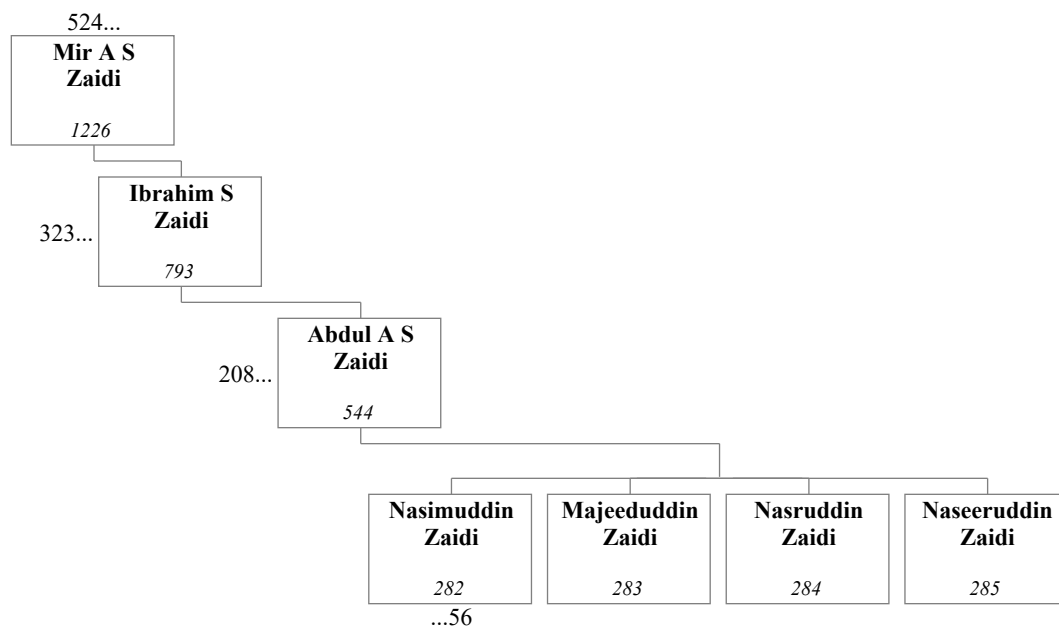 524...
Mir A S
Zaidi
1226
Ibrahim S
Zaidi
323...
793
Abdul A S
Zaidi
208...
544
Nasimuddin
Zaidi
282
...56
Majeeduddin
Zaidi
283
Nasruddin
Zaidi
284
Naseeruddin
Zaidi
285